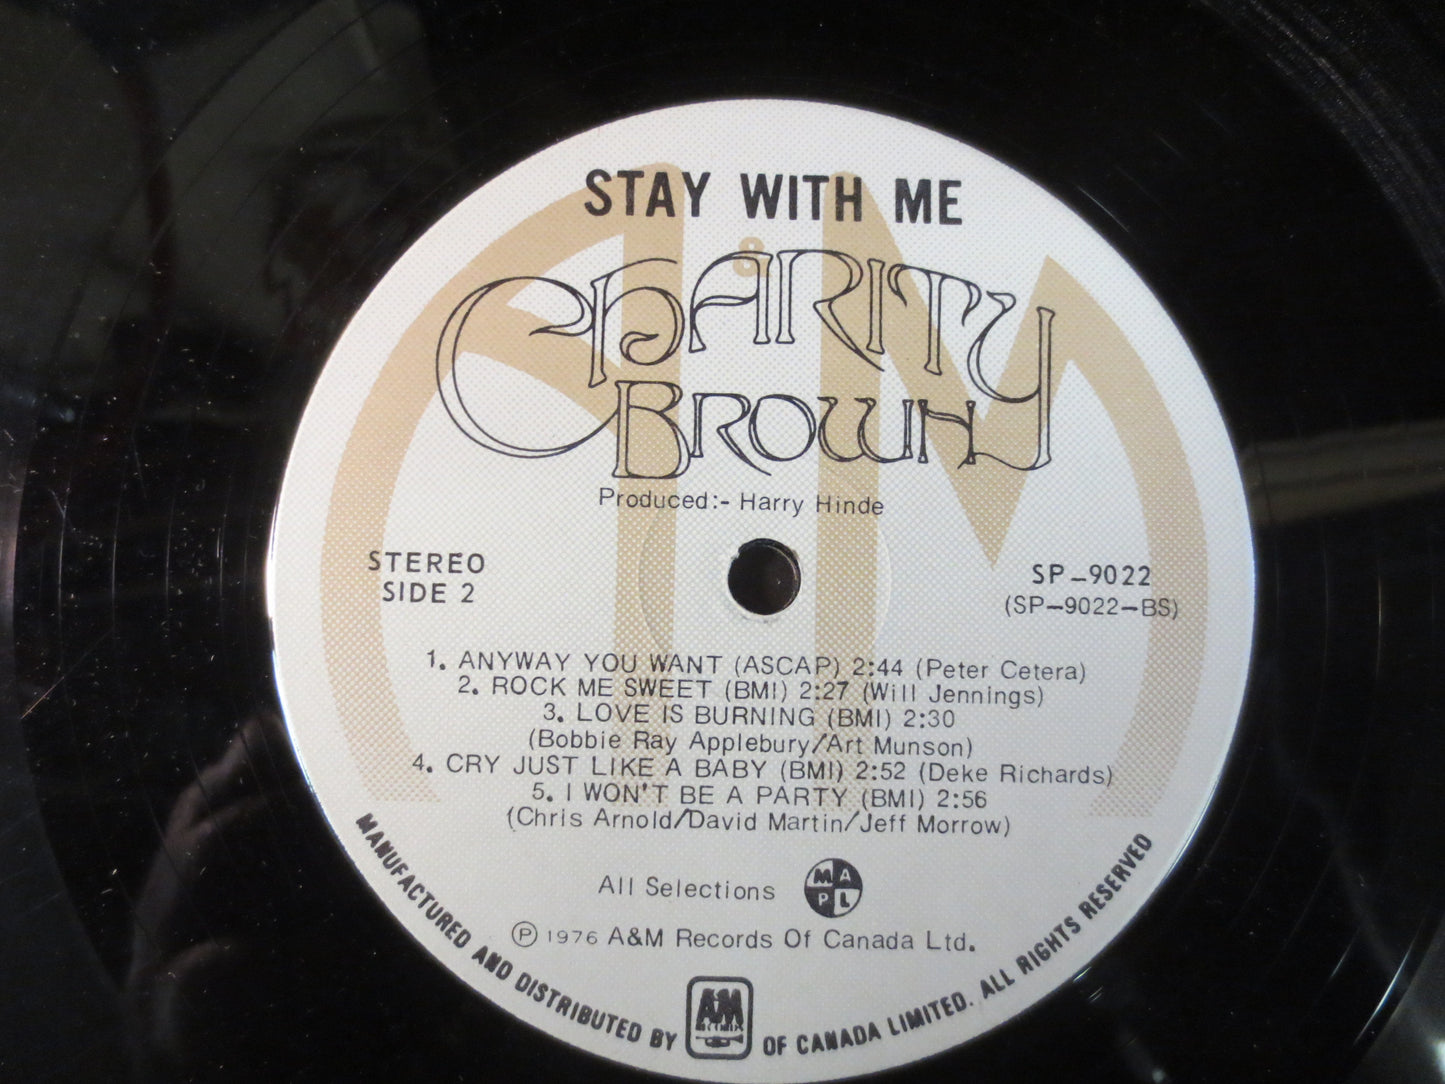 STAY WITH ME
&
CHARITY
BROWN
Produced:- Harry Hinde
STEREO
SIDE 2
SP-9022
(SP-9022-BS)
1. ANYWAY YOU WANT (ASCAP) 2:44 (Peter Cetera)
2. ROCK ME SWEET (BMI) 2:27 (Will Jennings)
3. LOVE IS BURNING (BMI) 2:30
(Bobbie Ray Applebury/Art Munson)
4. CRY JUST LIKE A BABY (BMI) 2:52 (Deke Richards)
5. I WON'T BE A PARTY (BMI) 2:56
(Chris Arnold/David Martin/Jeff Morrow)
All Selections
MAPL
Ⓟ 1976 A&M Records Of Canada Ltd.
MANUFACTURED AND DISTRIBUTED BY A&M RECORDS OF CANADA LIMITED. ALL RIGHTS RESERVED